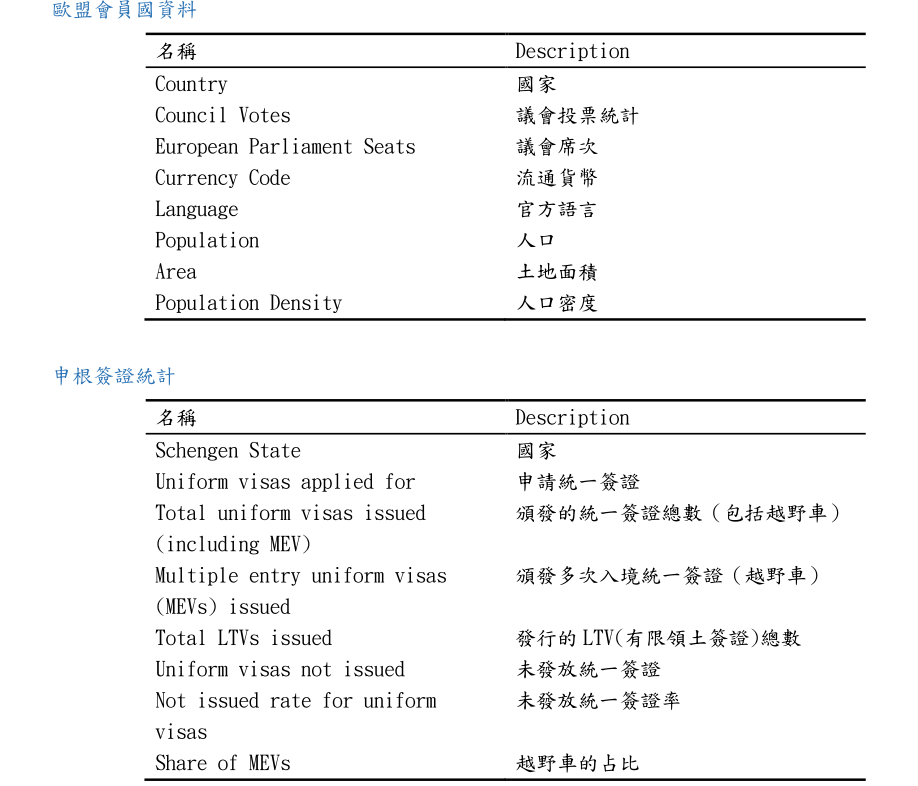 歐盟會員國資料
名稱 Description
Country 國家
Council Votes 議會投票統計
European Parliament Seats 議會席次
Currency Code 流通貨幣
Language 官方語言
Population 人口
Area 土地面積
Population Density 人口密度
申根簽證統計
名稱 Description
Schengen State 國家
Uniform visas applied for 申請統一簽證
Total uniform visas issued 頒發的統一簽證總數（包括越野車）
(including MEV)
Multiple entry uniform visas 頒發多次入境統一簽證（越野車）
(MEVs) issued
Total LTVs issued 發行的 LTV(有限領土簽證)總數
Uniform visas not issued 未發放統一簽證
Not issued rate for uniform 未發放統一簽證率
visas
Share of MEVs 越野車的占比